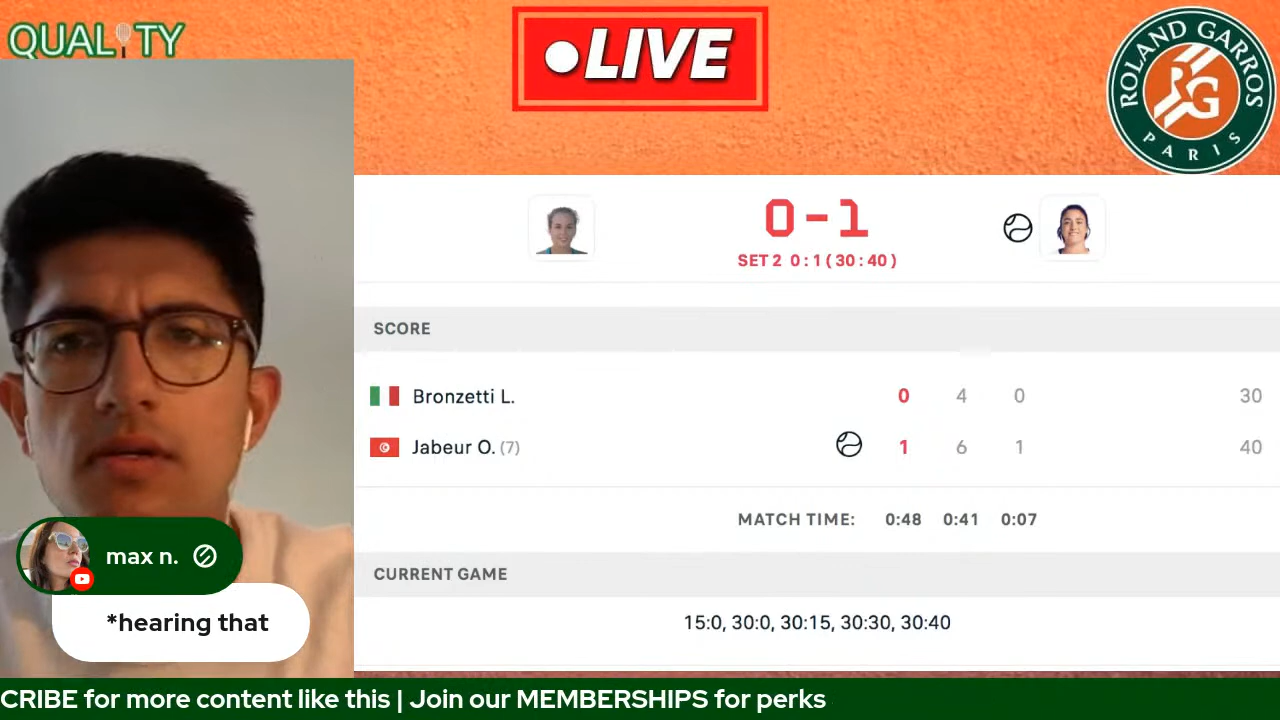 QUALITY
LIVE
ROLAND GARROS
RG
PARIS
0-1
SET 2 0 : 1 ( 30 : 40 )
SCORE
Bronzetti L. 0 4 0 30
Jabeur O. (7) 1 6 1 40
MATCH TIME: 0:48 0:41 0:07
CURRENT GAME
15:0, 30:0, 30:15, 30:30, 30:40
max n.
*hearing that
CRIBE for more content like this | Join our MEMBERSHIPS for perks